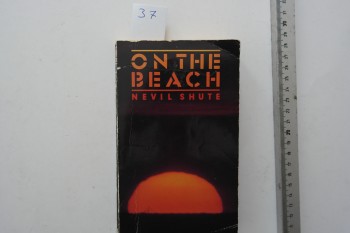 37
ON THE
BEACH
NEVIL SHUTE